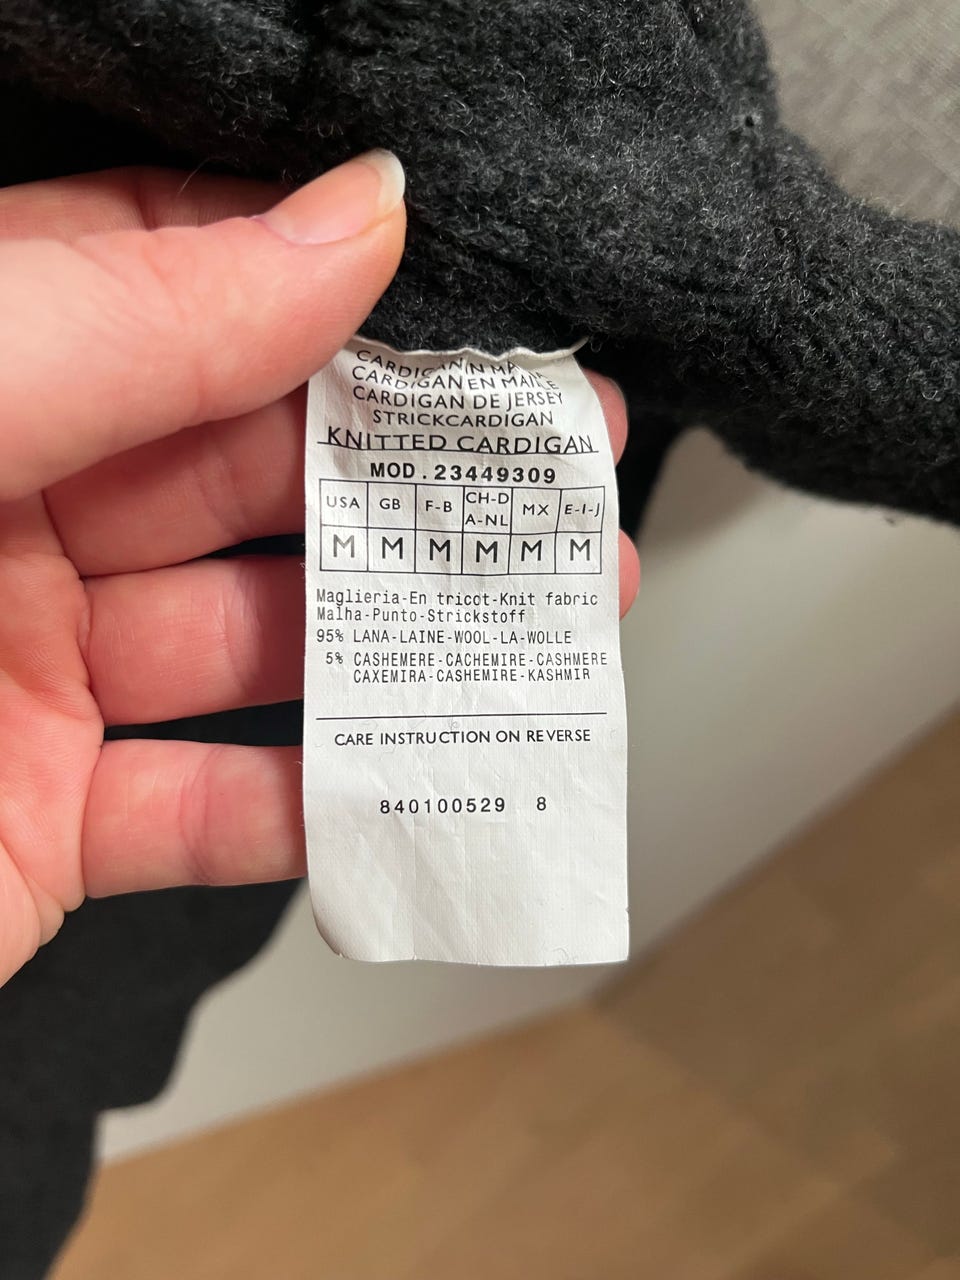 CARDIGAN IN
CARDIGAN EN MAILLE
CARDIGAN DE JERSEY
STRICKCARDIGAN
KNITTED CARDIGAN
MOD. 23449309
USA GB F-B CH-D A-NL MX E-I-J
M M M M M M
Maglieria-En tricot-Knit fabric
Malha-Punto-Strickstoff
95% LANA-LAINE-WOOL-LA-WOLLE
5% CASHEMERE-CACHEMIRE-CASHMERE
CAXEMIRA-CASHEMIRE-KASHMIR
CARE INSTRUCTION ON REVERSE
840100529 8